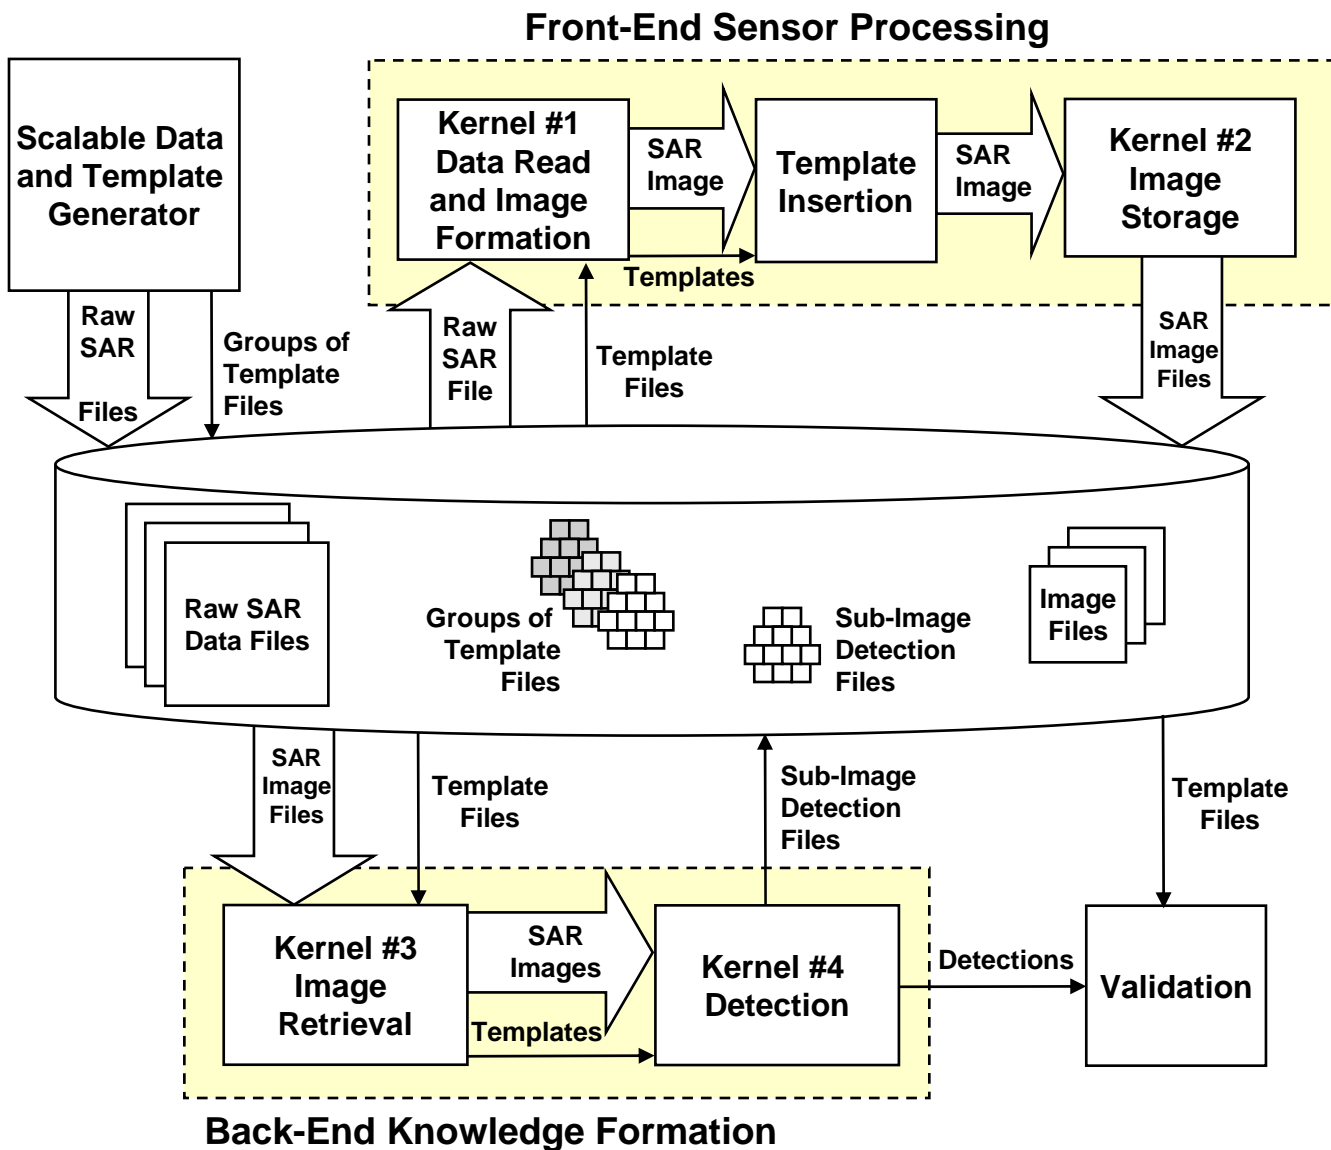 Front-End Sensor Processing
Scalable Data
and Template
Generator
Kernel #1
Data Read
and Image
Formation
SAR
Image
Template
Insertion
SAR
Image
Kernel #2
Image
Storage
Templates
Raw
SAR
Files
Groups of
Template
Files
Raw
SAR
File
Template
Files
SAR
Image
Files
Raw SAR
Data Files
Groups of
Template
Files
Sub-Image
Detection
Files
Image
Files
SAR
Image
Files
Template
Files
Sub-Image
Detection
Files
Template
Files
Kernel #3
Image
Retrieval
SAR
Images
Templates
Kernel #4
Detection
Detections
Validation
Back-End Knowledge Formation